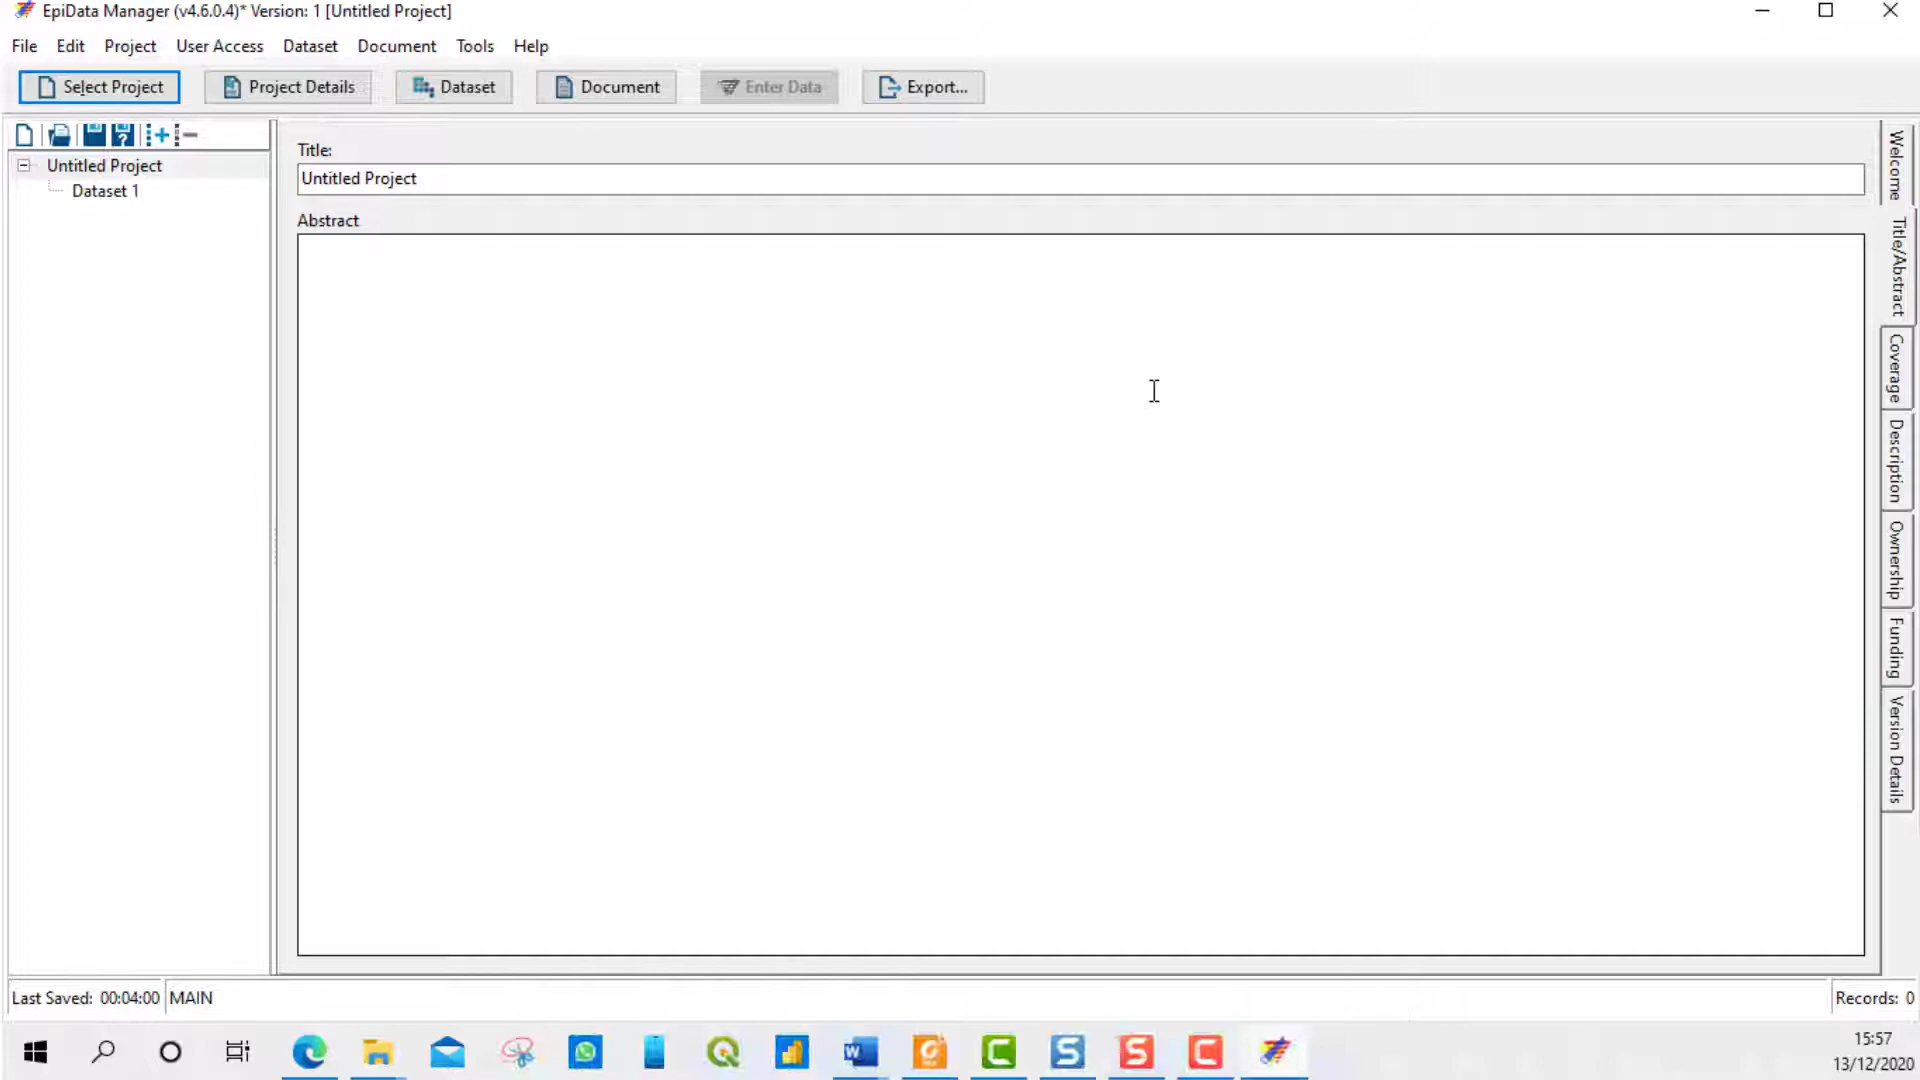 EpiData Manager (v4.6.0.4)* Version: 1 [Untitled Project]
File Edit Project User Access Dataset Document Tools Help
Select Project Project Details Dataset Document Enter Data Export...
Untitled Project
Dataset 1
Title:
Untitled Project
Abstract
Welcome
Title/Abstract
Coverage
Description
Ownership
Funding
Version Details
Last Saved: 00:04:00 MAIN Records: 0
15:57
13/12/2020